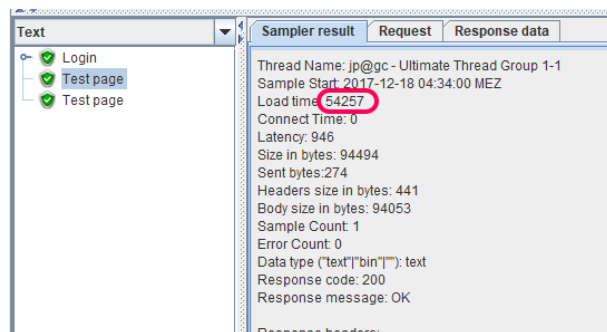 Text
Login
Test page
Test page
Sampler result Request Response data
Thread Name: jp@gc - Ultimate Thread Group 1-1
Sample Start: 2017-12-18 04:34:00 MEZ
Load time: 54257
Connect Time: 0
Latency: 946
Size in bytes: 94494
Sent bytes:274
Headers size in bytes: 441
Body size in bytes: 94053
Sample Count: 1
Error Count: 0
Data type ("text"|"bin"|""): text
Response code: 200
Response message: OK
Response headers: